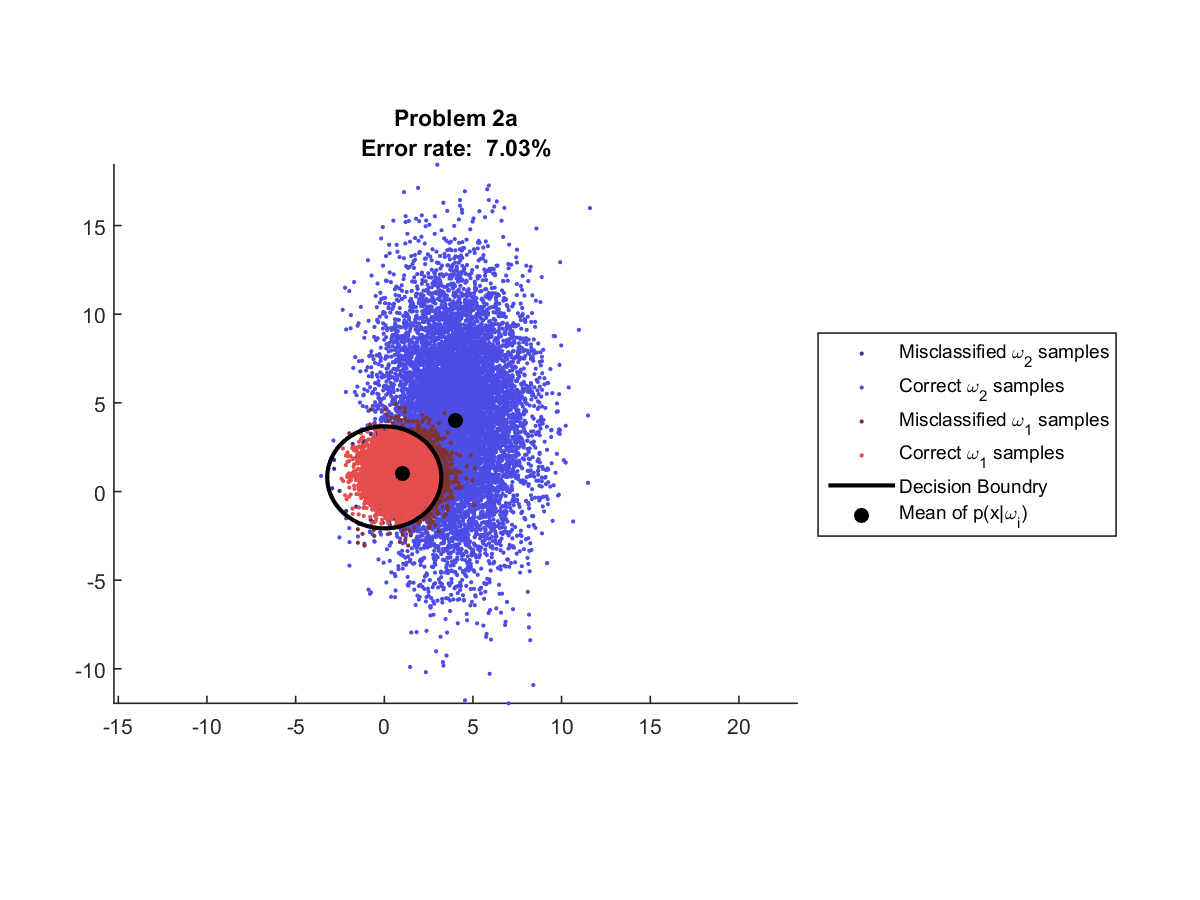 Problem 2a
Error rate:  7.03%
15
10
5
0
-5
-10
-15
-10
-5
0
5
10
15
20
Misclassified ω2 samples
Correct ω2 samples
Misclassified ω1 samples
Correct ω1 samples
Decision Boundry
Mean of p(x|ωi)